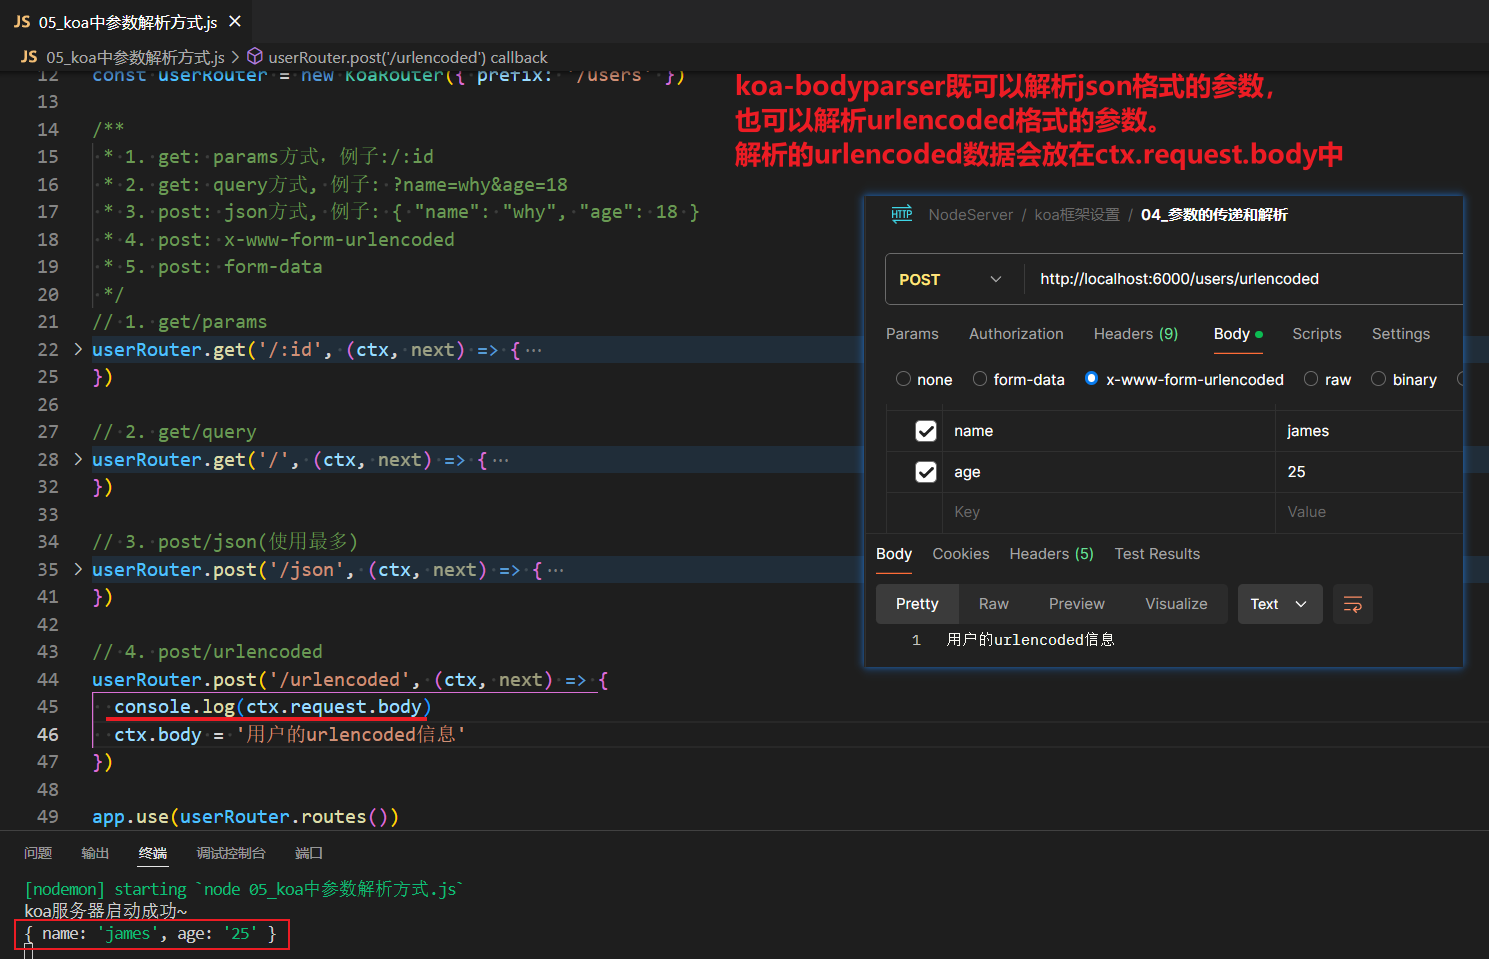 JS 05_koa中参数解析方式.js ×
JS 05_koa中参数解析方式.js > userRouter.post('/urlencoded') callback
12 const userRouter = new KoaRouter({ prefix: '/users' })
13
14 /**
15 * 1. get: params方式, 例子:/:id
16 * 2. get: query方式, 例子: ?name=why&age=18
17 * 3. post: json方式, 例子: { "name": "why", "age": 18 }
18 * 4. post: x-www-form-urlencoded
19 * 5. post: form-data
20 */
21 // 1. get/params
22 > userRouter.get('/:id', (ctx, next) => { ···
25 })
26
27 // 2. get/query
28 > userRouter.get('/', (ctx, next) => { ···
32 })
33
34 // 3. post/json(使用最多)
35 > userRouter.post('/json', (ctx, next) => { ···
41 })
42
43 // 4. post/urlencoded
44 userRouter.post('/urlencoded', (ctx, next) => {
45 console.log(ctx.request.body)
46 ctx.body = '用户的urlencoded信息'
47 })
48
49 app.use(userRouter.routes())
koa-bodyparser既可以解析json格式的参数，
也可以解析urlencoded格式的参数。
解析的urlencoded数据会放在ctx.request.body中
HTTP NodeServer / koa框架设置 / 04_参数的传递和解析
POST http://localhost:6000/users/urlencoded
Params Authorization Headers (9) Body Scripts Settings
none form-data x-www-form-urlencoded raw binary
name james
age 25
Key Value
Body Cookies Headers (5) Test Results
Pretty Raw Preview Visualize Text
1 用户的urlencoded信息
问题 输出 终端 调试控制台 端口
[nodemon] starting `node 05_koa中参数解析方式.js`
koa服务器启动成功~
{ name: 'james', age: '25' }